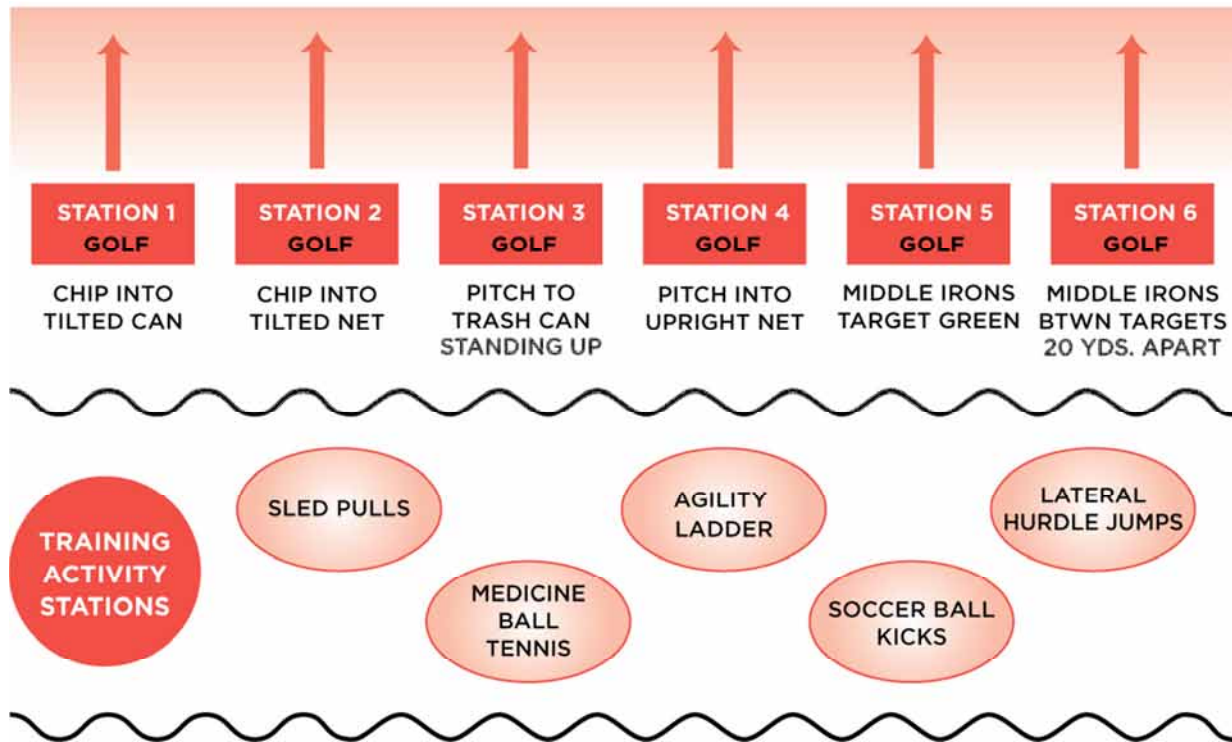 STATION 1
GOLF
CHIP INTO
TILTED CAN
STATION 2
GOLF
CHIP INTO
TILTED NET
STATION 3
GOLF
PITCH TO
TRASH CAN
STANDING UP
STATION 4
GOLF
PITCH INTO
UPRIGHT NET
STATION 5
GOLF
MIDDLE IRONS
TARGET GREEN
STATION 6
GOLF
MIDDLE IRONS
BTWN TARGETS
20 YDS. APART
TRAINING
ACTIVITY
STATIONS
SLED PULLS
MEDICINE
BALL
TENNIS
AGILITY
LADDER
SOCCER BALL
KICKS
LATERAL
HURDLE JUMPS